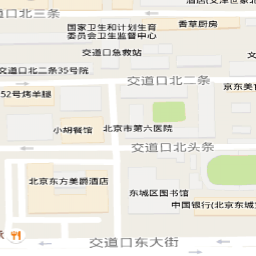 交道口北三条
国家卫生和计划生育
委员会卫生监督中心
香草厨房
交道口急救站
交道口北二条35号院
交道口北二条
52号烤羊腿
京东美食
小胡餐馆
北京市第六医院
交道口北头条
北京东方美爵酒店
东城区图书馆
中国银行(北京东城
交道口东大街